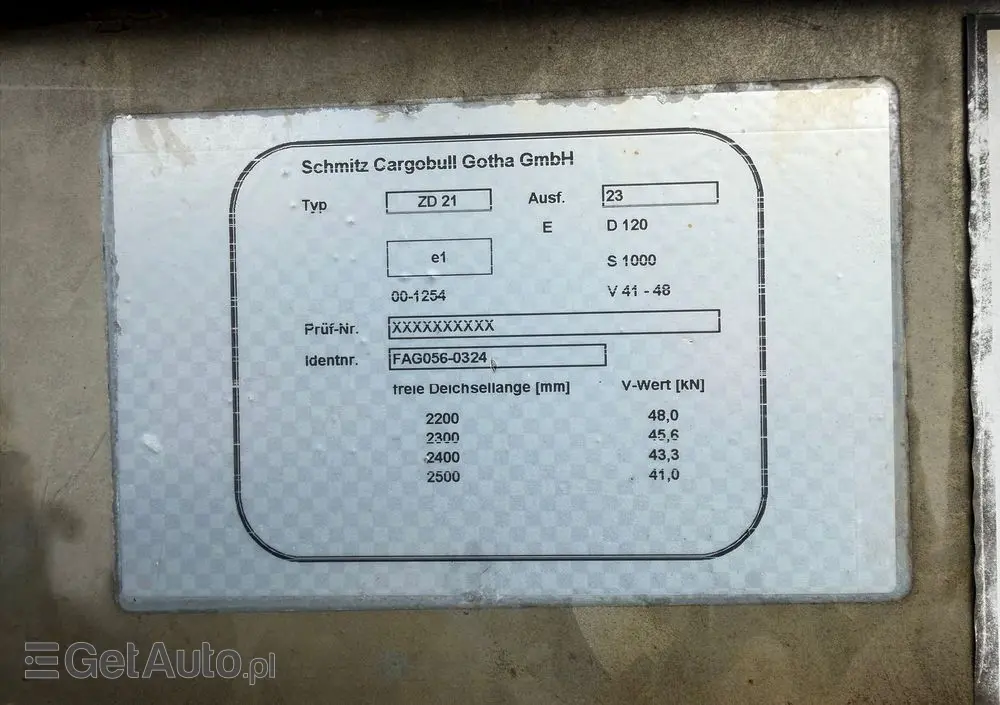 Schmitz Cargobull Gotha GmbH
Typ ZD 21 Ausf. 23
E D 120
e1 S 1000
00-1254 V 41 - 48
Prüf-Nr. XXXXXXXXXX
Identnr. FAG056-0324
freie Deichsellänge [mm] V-Wert [kN]
2200 48,0
2300 45,6
2400 43,3
2500 41,0
GetAuto.pl